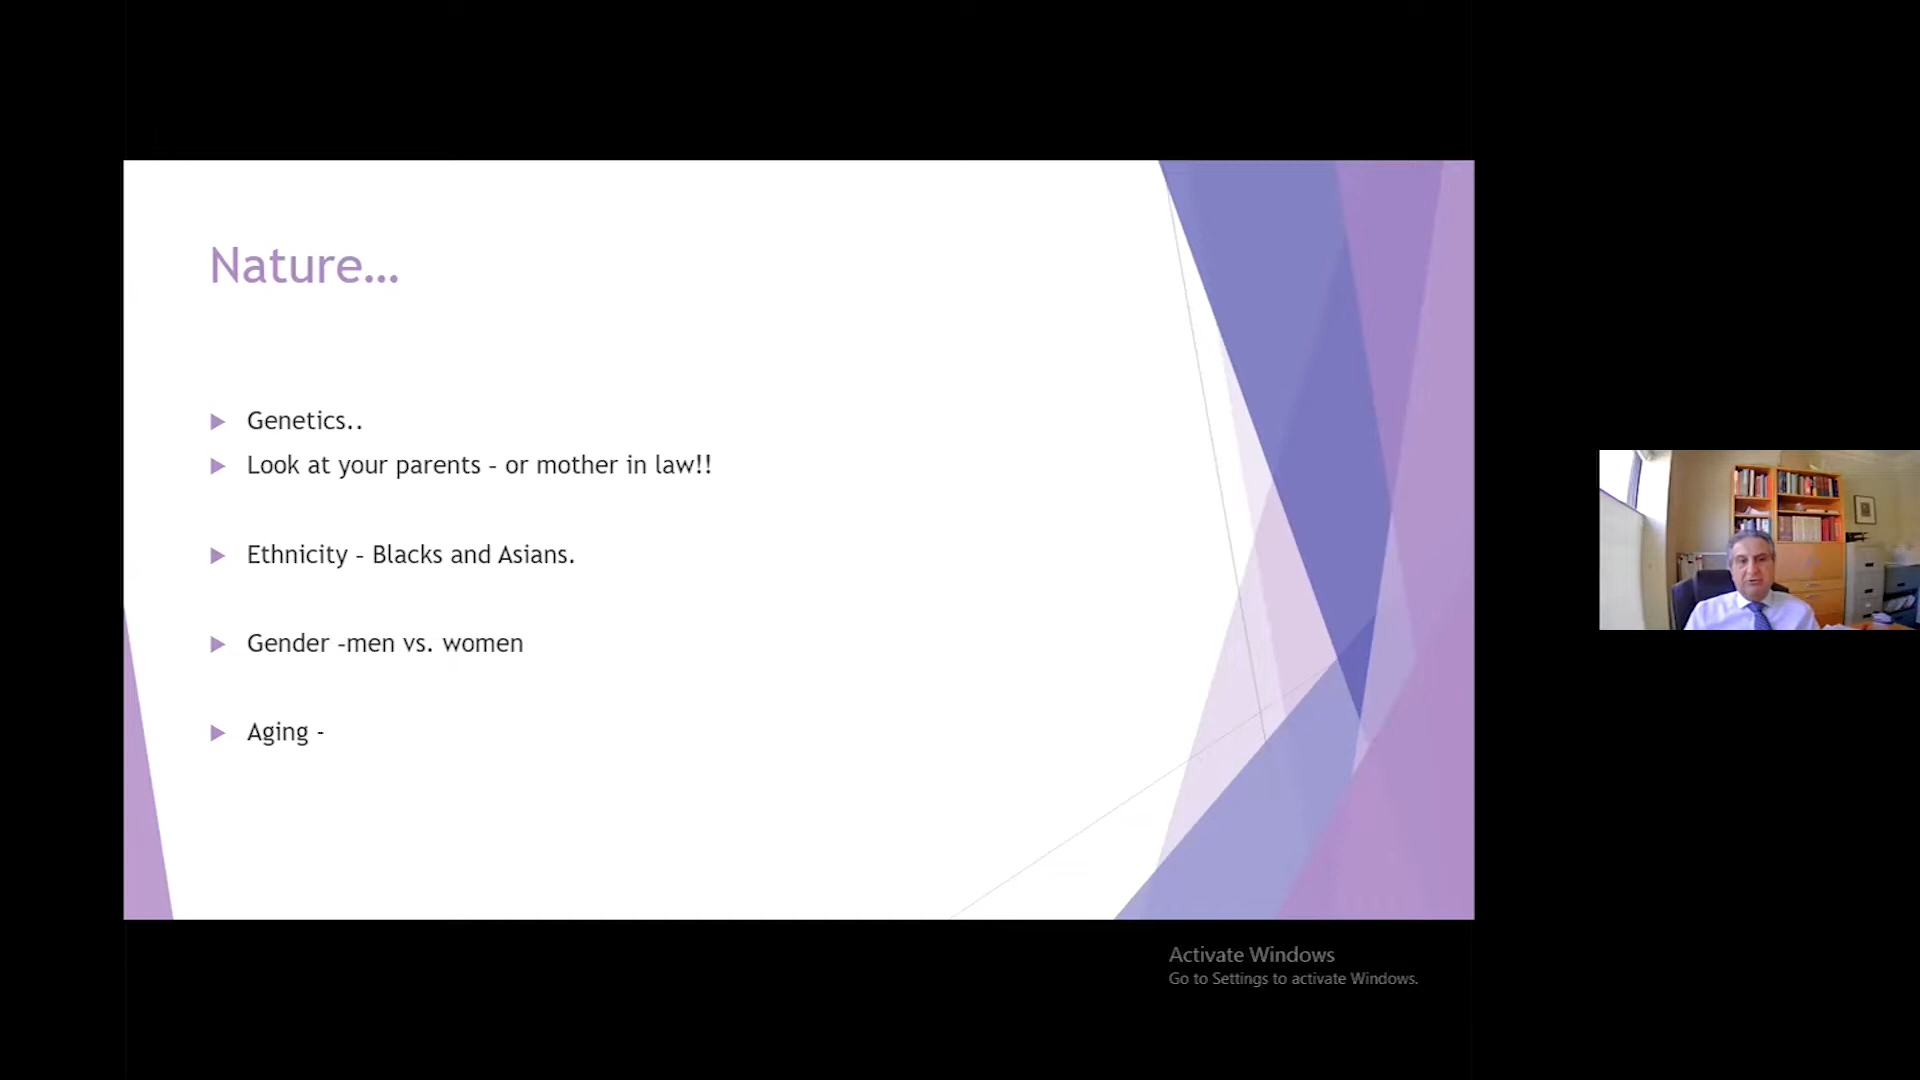 Nature...
Genetics..
Look at your parents – or mother in law!!
Ethnicity – Blacks and Asians.
Gender –men vs. women
Aging -
Activate Windows
Go to Settings to activate Windows.